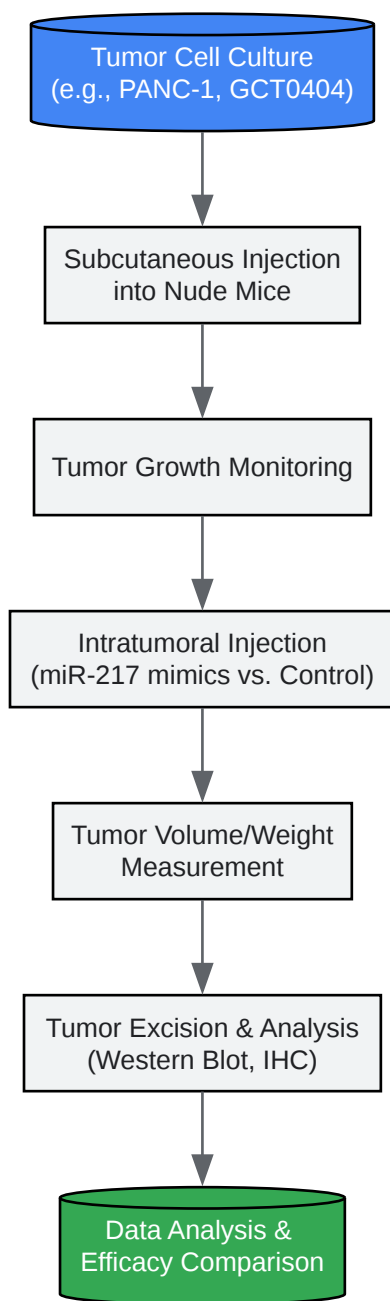 Tumor Cell Culture
(e.g., PANC-1, GCT0404)
Subcutaneous Injection
into Nude Mice
Tumor Growth Monitoring
Intratumoral Injection
(miR-217 mimics vs. Control)
Tumor Volume/Weight
Measurement
Tumor Excision & Analysis
(Western Blot, IHC)
Data Analysis &
Efficacy Comparison